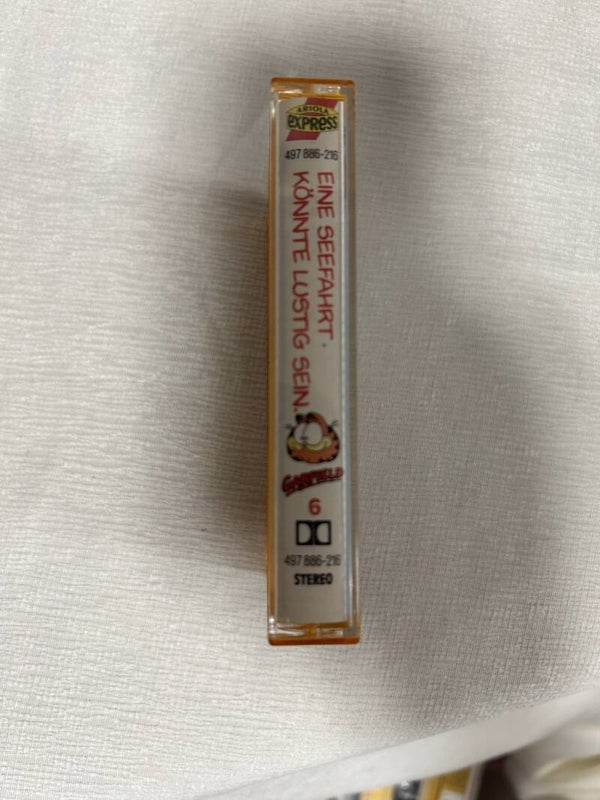 ARIOLA
EXPRESS
497 886-216
EINE SEEFAHRT
KÖNNTE LUSTIG SEIN.
GARFIELD
6
497 886-216
STEREO